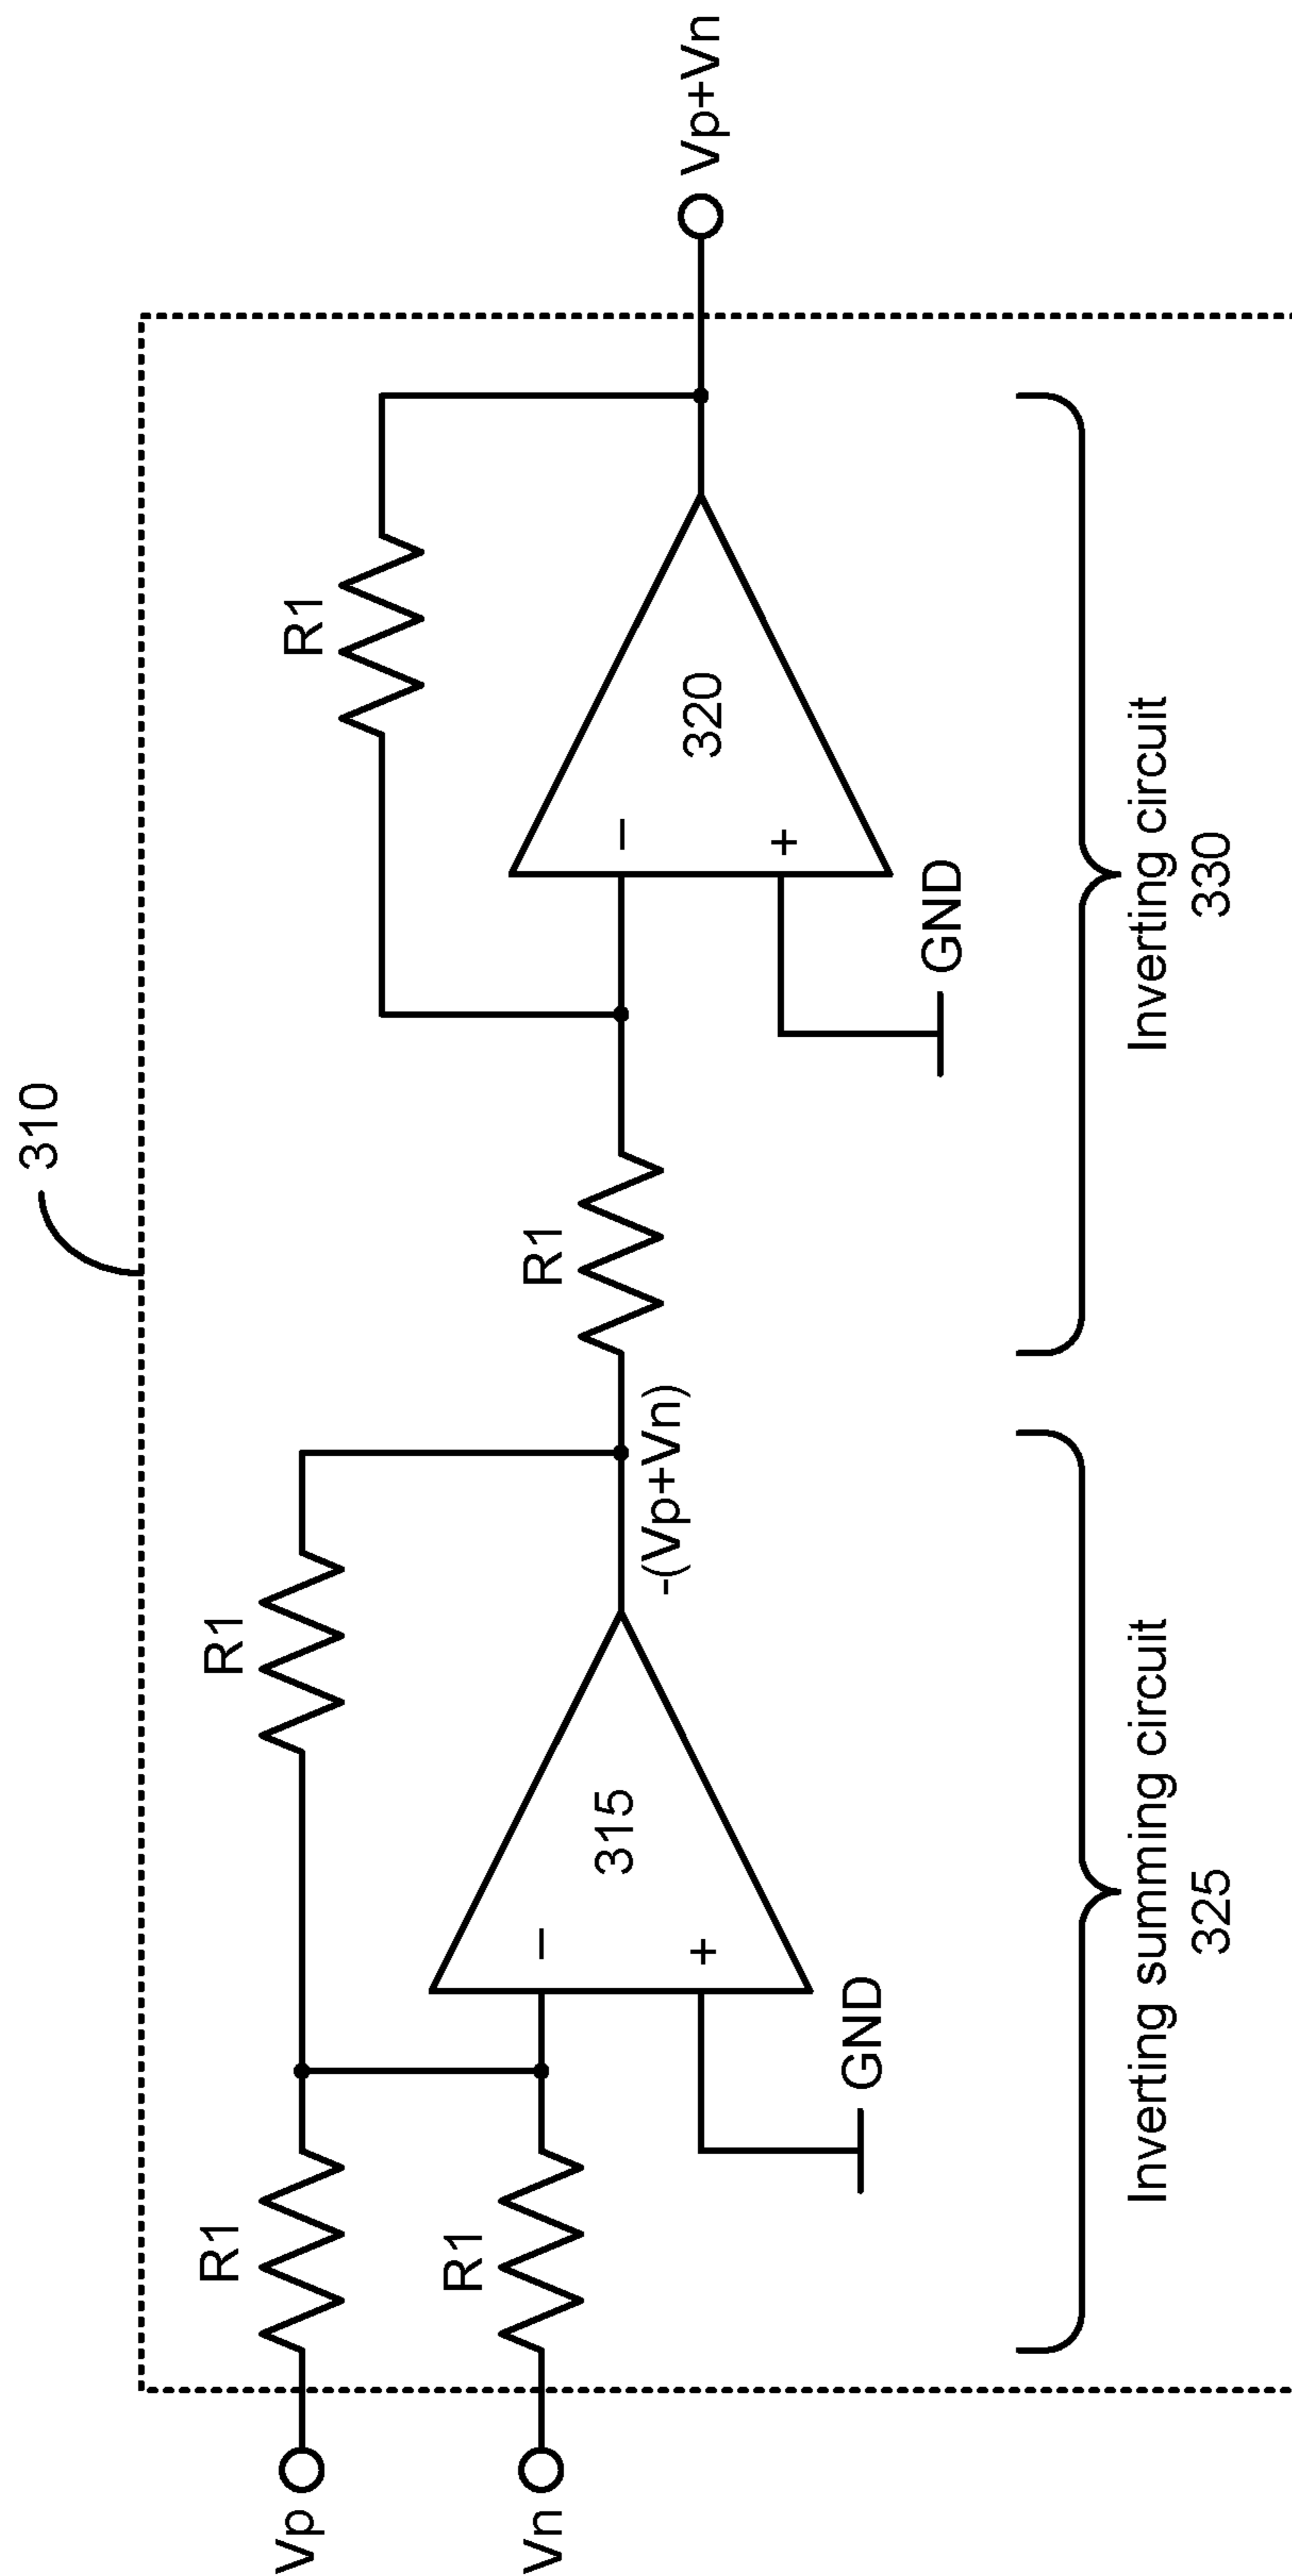 310
Vp
R1
Vn
R1
R1
315
–
+
GND
-(Vp+Vn)
R1
R1
320
–
+
GND
Vp+Vn
Inverting summing circuit
325
Inverting circuit
330